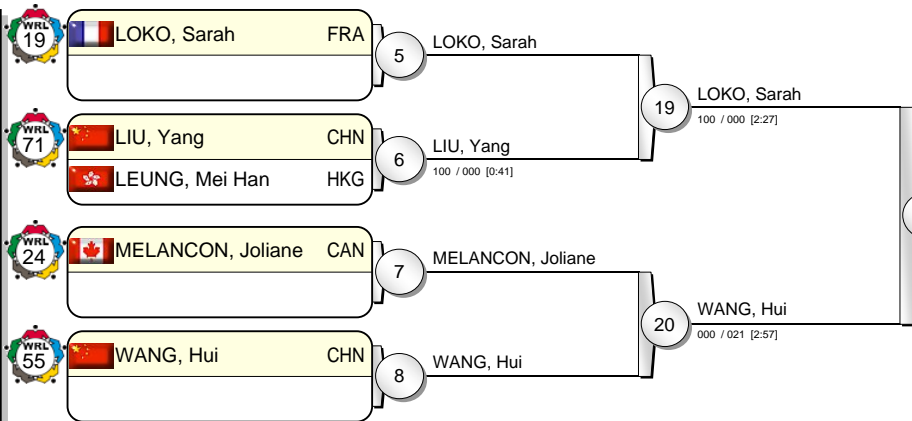 WRL
19
LOKO, Sarah FRA
5
LOKO, Sarah
19
LOKO, Sarah
100 / 000 [2:27]
WRL
71
LIU, Yang CHN
LEUNG, Mei Han HKG
6
LIU, Yang
100 / 000 [0:41]
WRL
24
MELANCON, Joliane CAN
7
MELANCON, Joliane
20
WANG, Hui
000 / 021 [2:57]
WRL
55
WANG, Hui CHN
8
WANG, Hui